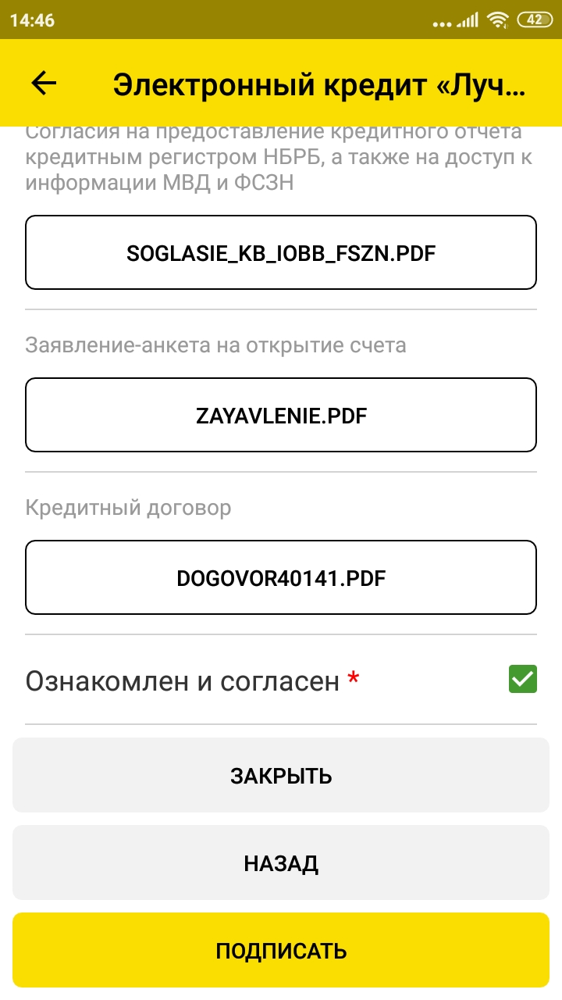 14:46
42
Электронный кредит «Луч...
Согласия на предоставление кредитного отчета
кредитным регистром НБРБ, а также на доступ к
информации МВД и ФСЗН
SOGLASIE_KB_IOBB_FSZN.PDF
Заявление-анкета на открытие счета
ZAYAVLENIE.PDF
Кредитный договор
DOGOVOR40141.PDF
Ознакомлен и согласен *
ЗАКРЫТЬ
НАЗАД
ПОДПИСАТЬ